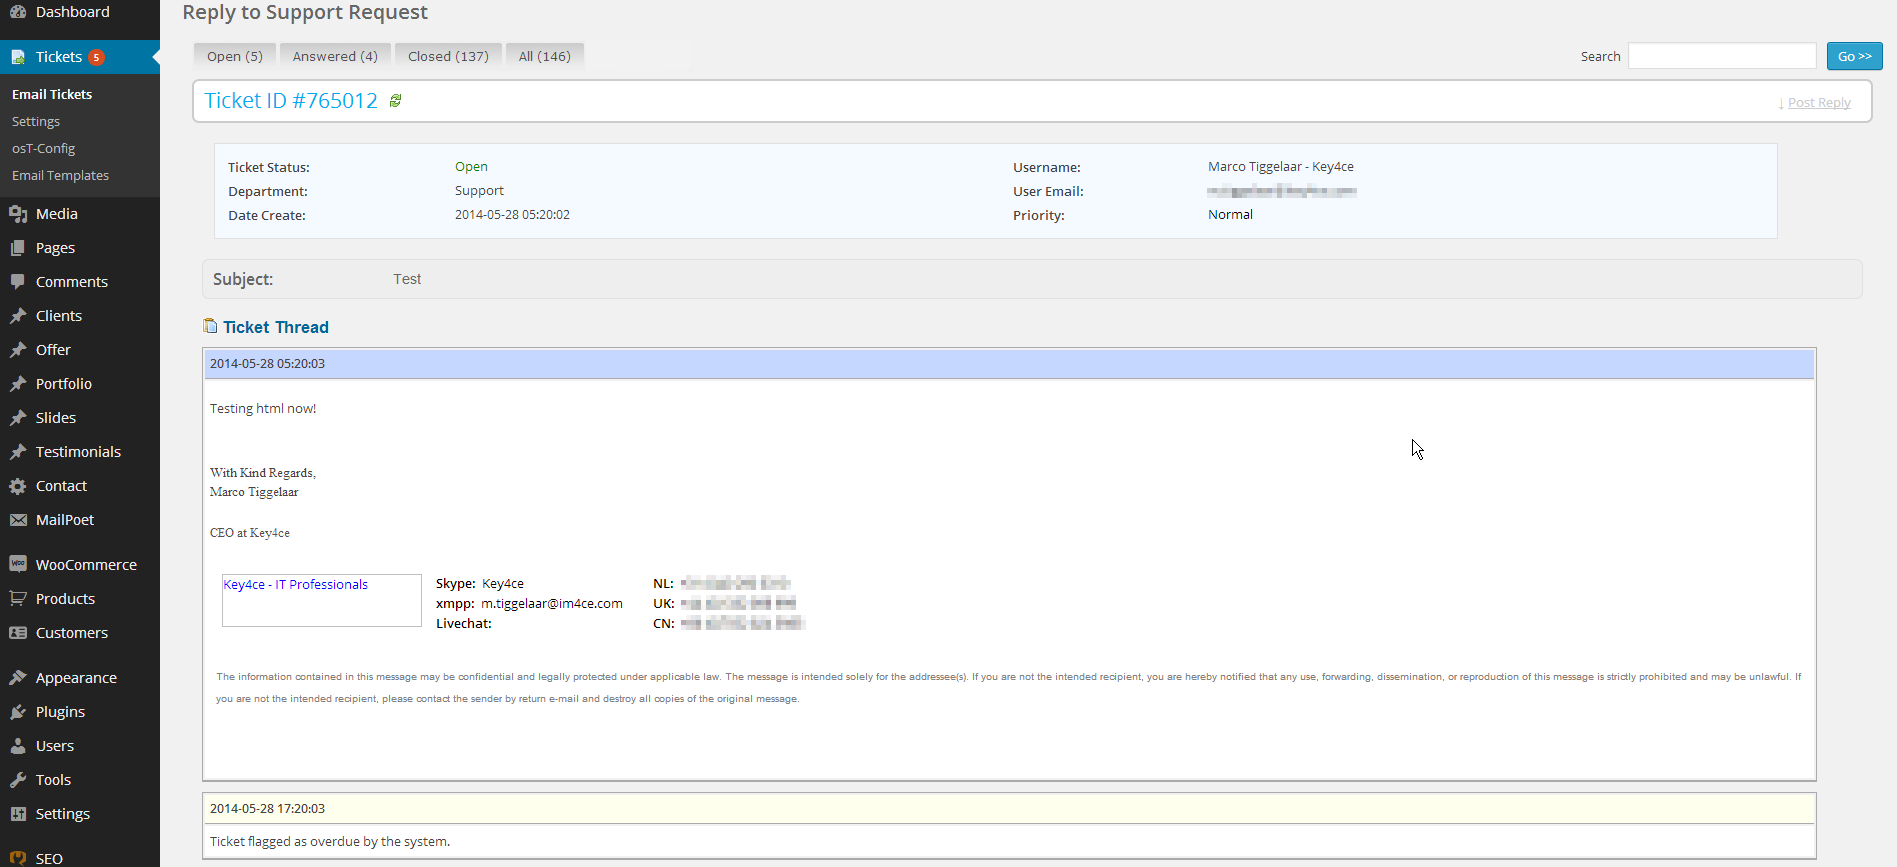 Dashboard
Tickets 5
Email Tickets
Settings
osT-Config
Email Templates
Media
Pages
Comments
Clients
Offer
Portfolio
Slides
Testimonials
Contact
MailPoet
WooCommerce
Products
Customers
Appearance
Plugins
Users
Tools
Settings
SEO
Reply to Support Request
Open (5) Answered (4) Closed (137) All (146) Search Go >>
Ticket ID #765012 ↓ Post Reply
Ticket Status: Open Username: Marco Tiggelaar - Key4ce
Department: Support User Email:
Date Create: 2014-05-28 05:20:02 Priority: Normal
Subject: Test
Ticket Thread
2014-05-28 05:20:03
Testing html now!
With Kind Regards,
Marco Tiggelaar
CEO at Key4ce
Key4ce - IT Professionals Skype: Key4ce NL:
xmpp: m.tiggelaar@im4ce.com UK:
Livechat: CN:
The information contained in this message may be confidential and legally protected under applicable law. The message is intended solely for the addressee(s). If you are not the intended recipient, you are hereby notified that any use, forwarding, dissemination, or reproduction of this message is strictly prohibited and may be unlawful. If
you are not the intended recipient, please contact the sender by return e-mail and destroy all copies of the original message.
2014-05-28 17:20:03
Ticket flagged as overdue by the system.